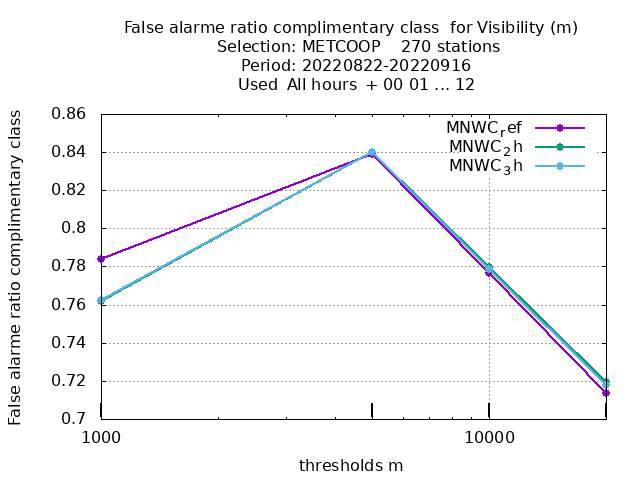 False alarme ratio complimentary class  for Visibility (m)
Selection: METCOOP    270 stations
Period: 20220822-20220916
Used  All hours  + 00 01 ... 12
False alarme ratio complimentary class
0.86
0.84
0.82
0.8
0.78
0.76
0.74
0.72
0.7
MNWC_ref
MNWC_2h
MNWC_3h
1000
10000
thresholds m